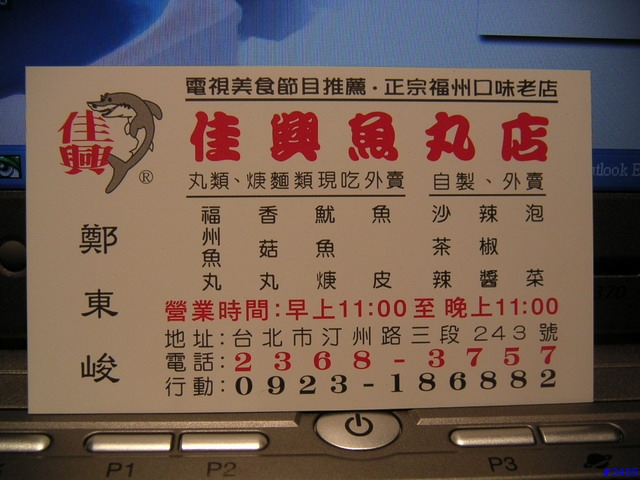 電視美食節目推薦·正宗福州口味老店
佳興
®
佳興魚丸店
丸類、焿麵類現吃外賣
自製、外賣
福州魚丸
香菇丸
魷魚焿
魚皮
沙茶辣
辣椒醬
泡菜
鄭東峻
營業時間:早上11:00至晚上11:00
地址:台北市汀州路三段243號
電話:2368-3757
行動:0923-186882
P1
P2
P3